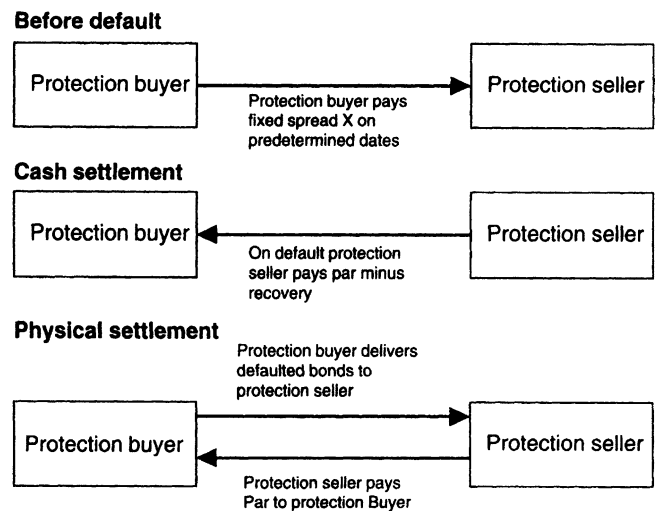 Before default
Protection buyer
Protection seller
Protection buyer pays
fixed spread X on
predetermined dates
Cash settlement
Protection buyer
Protection seller
On default protection
seller pays par minus
recovery
Physical settlement
Protection buyer delivers
defaulted bonds to
protection seller
Protection buyer
Protection seller
Protection seller pays
Par to protection Buyer